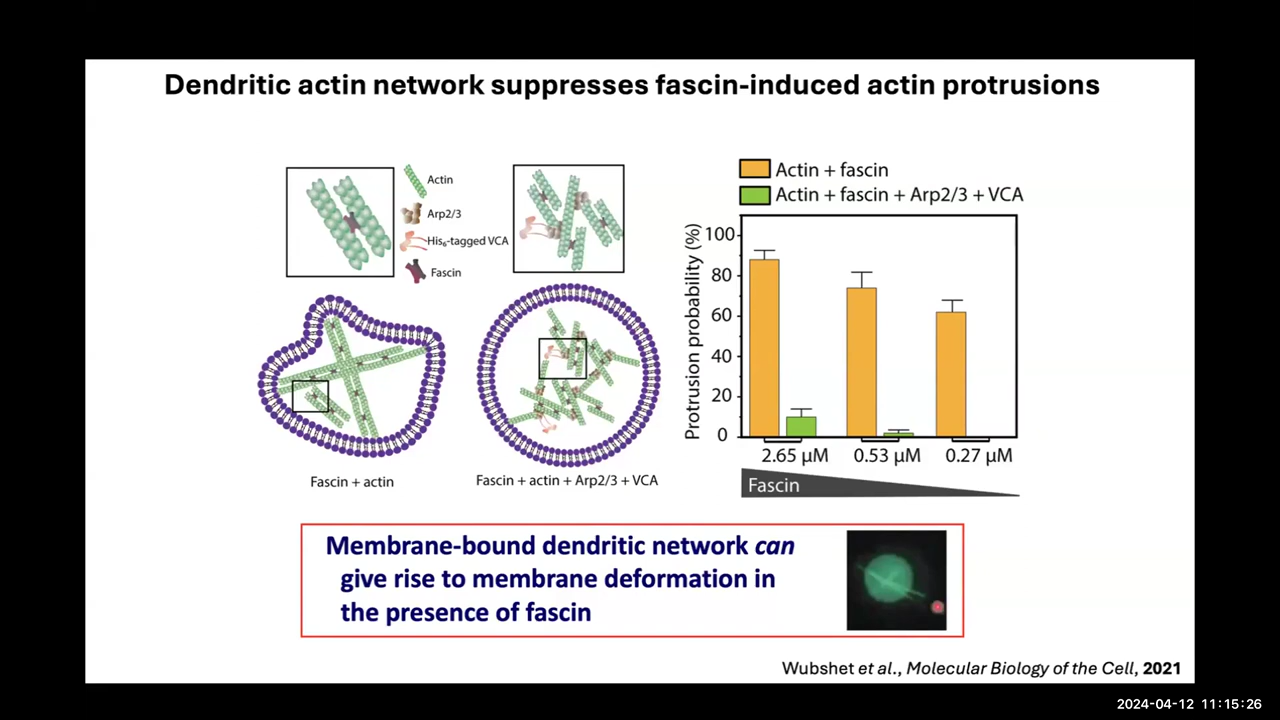 Dendritic actin network suppresses fascin-induced actin protrusions
Actin
Arp2/3
His₆-tagged VCA
Fascin
Fascin + actin
Fascin + actin + Arp2/3 + VCA
Actin + fascin
Actin + fascin + Arp2/3 + VCA
Protrusion probability (%)
100
80
60
40
20
0
2.65 μM 0.53 μM 0.27 μM
Fascin
Membrane-bound dendritic network can
give rise to membrane deformation in
the presence of fascin
Wubshet et al., Molecular Biology of the Cell, 2021
2024-04-12 11:15:26